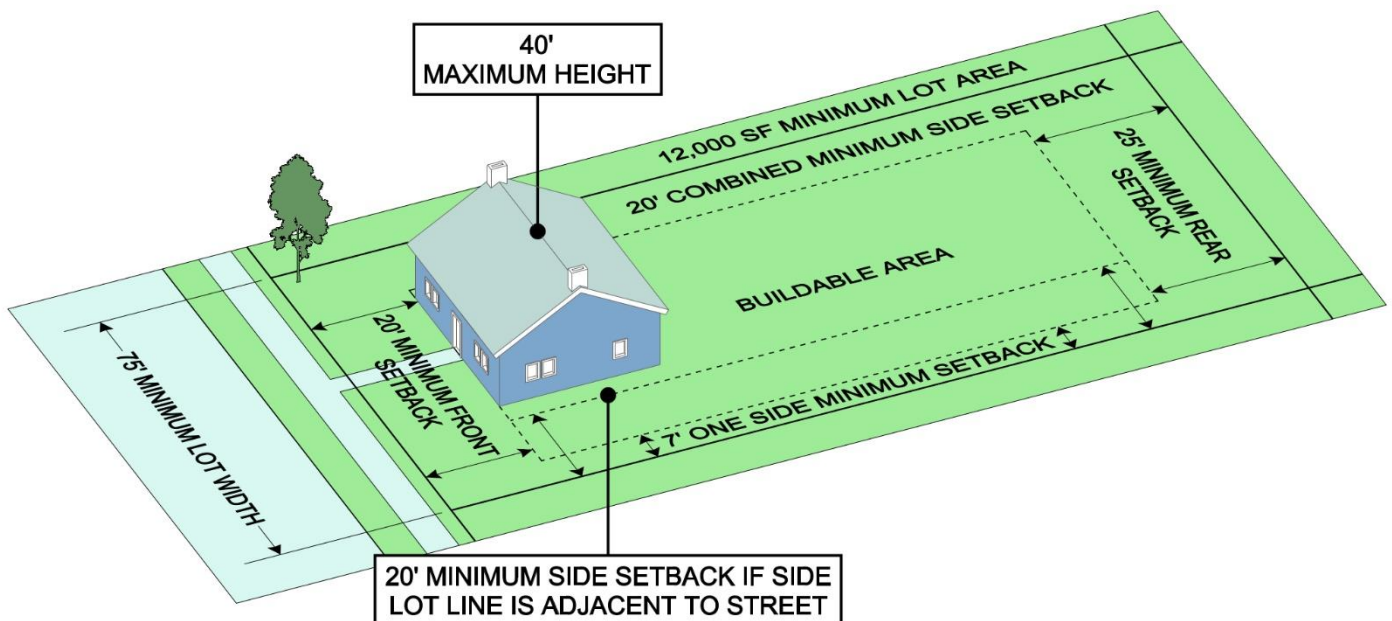 40'
MAXIMUM HEIGHT
12,000 SF MINIMUM LOT AREA
20' COMBINED MINIMUM SIDE SETBACK
25' MINIMUM REAR
SETBACK
BUILDABLE AREA
20' MINIMUM FRONT
SETBACK
75' MINIMUM LOT WIDTH
7' ONE SIDE MINIMUM SETBACK
20' MINIMUM SIDE SETBACK IF SIDE
LOT LINE IS ADJACENT TO STREET